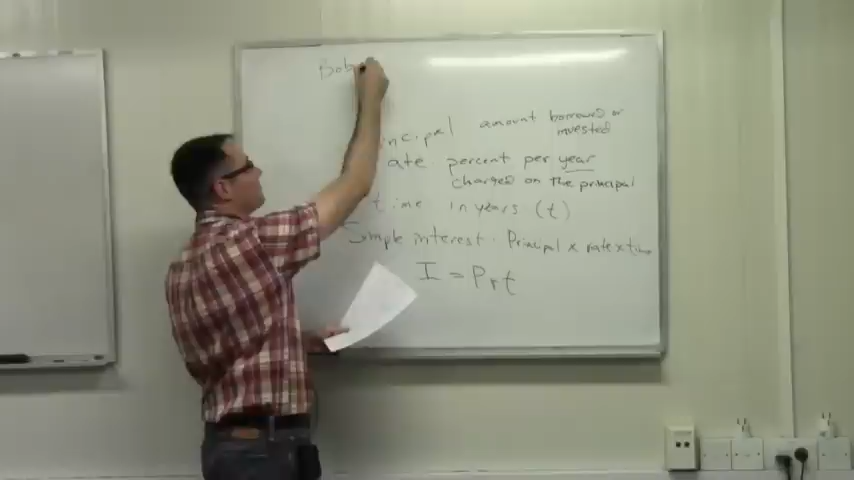 Bob
ncipal amount borrowed or
invested
ate percent per year
charged on the principal
time in years (t)
Simple interest · Principal x rate x time
I = Prt